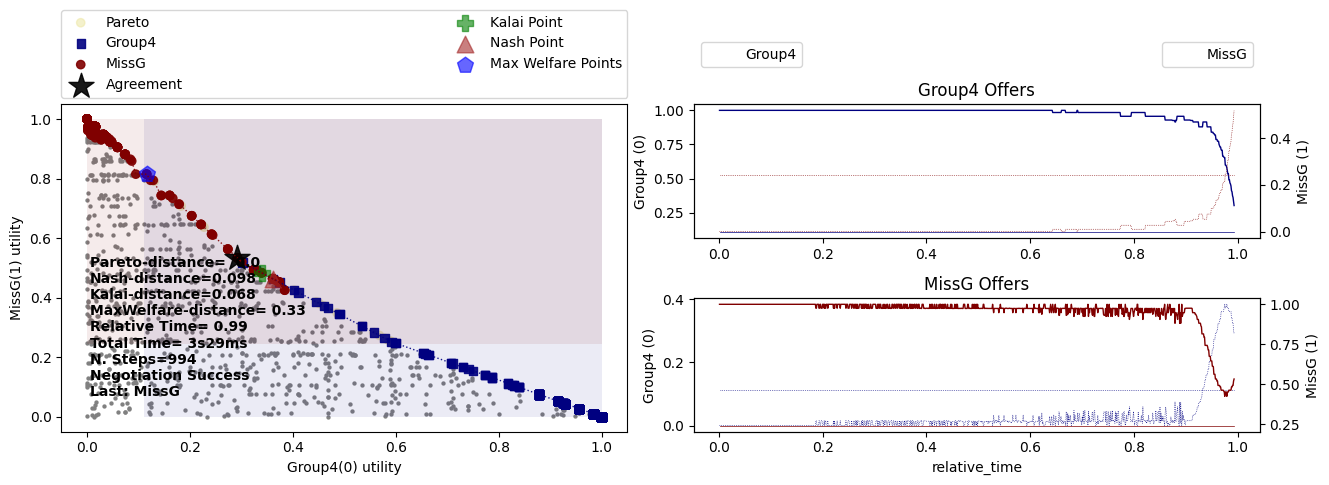 Pareto
Group4
MissG
Agreement
Kalai Point
Nash Point
Max Welfare Points
MissG(1) utility
1.0
0.8
0.6
0.4
0.2
0.0
Pareto-distance=
Nash-distance=0.098
Kalai-distance=0.068
MaxWelfare-distance= 0.33
Relative Time= 0.99
Total Time= 3s29ms
N. Steps=994
Negotiation Success
Last: MissG
0.0 0.2 0.4 0.6 0.8 1.0
Group4(0) utility
Group4
MissG
Group4 Offers
Group4 (0)
1.00
0.75
0.50
0.25
0.4
0.2
0.0
MissG (1)
0.0 0.2 0.4 0.6 0.8 1.0
MissG Offers
Group4 (0)
0.4
0.2
0.0
1.00
0.75
0.50
0.25
MissG (1)
0.0 0.2 0.4 0.6 0.8 1.0
relative_time